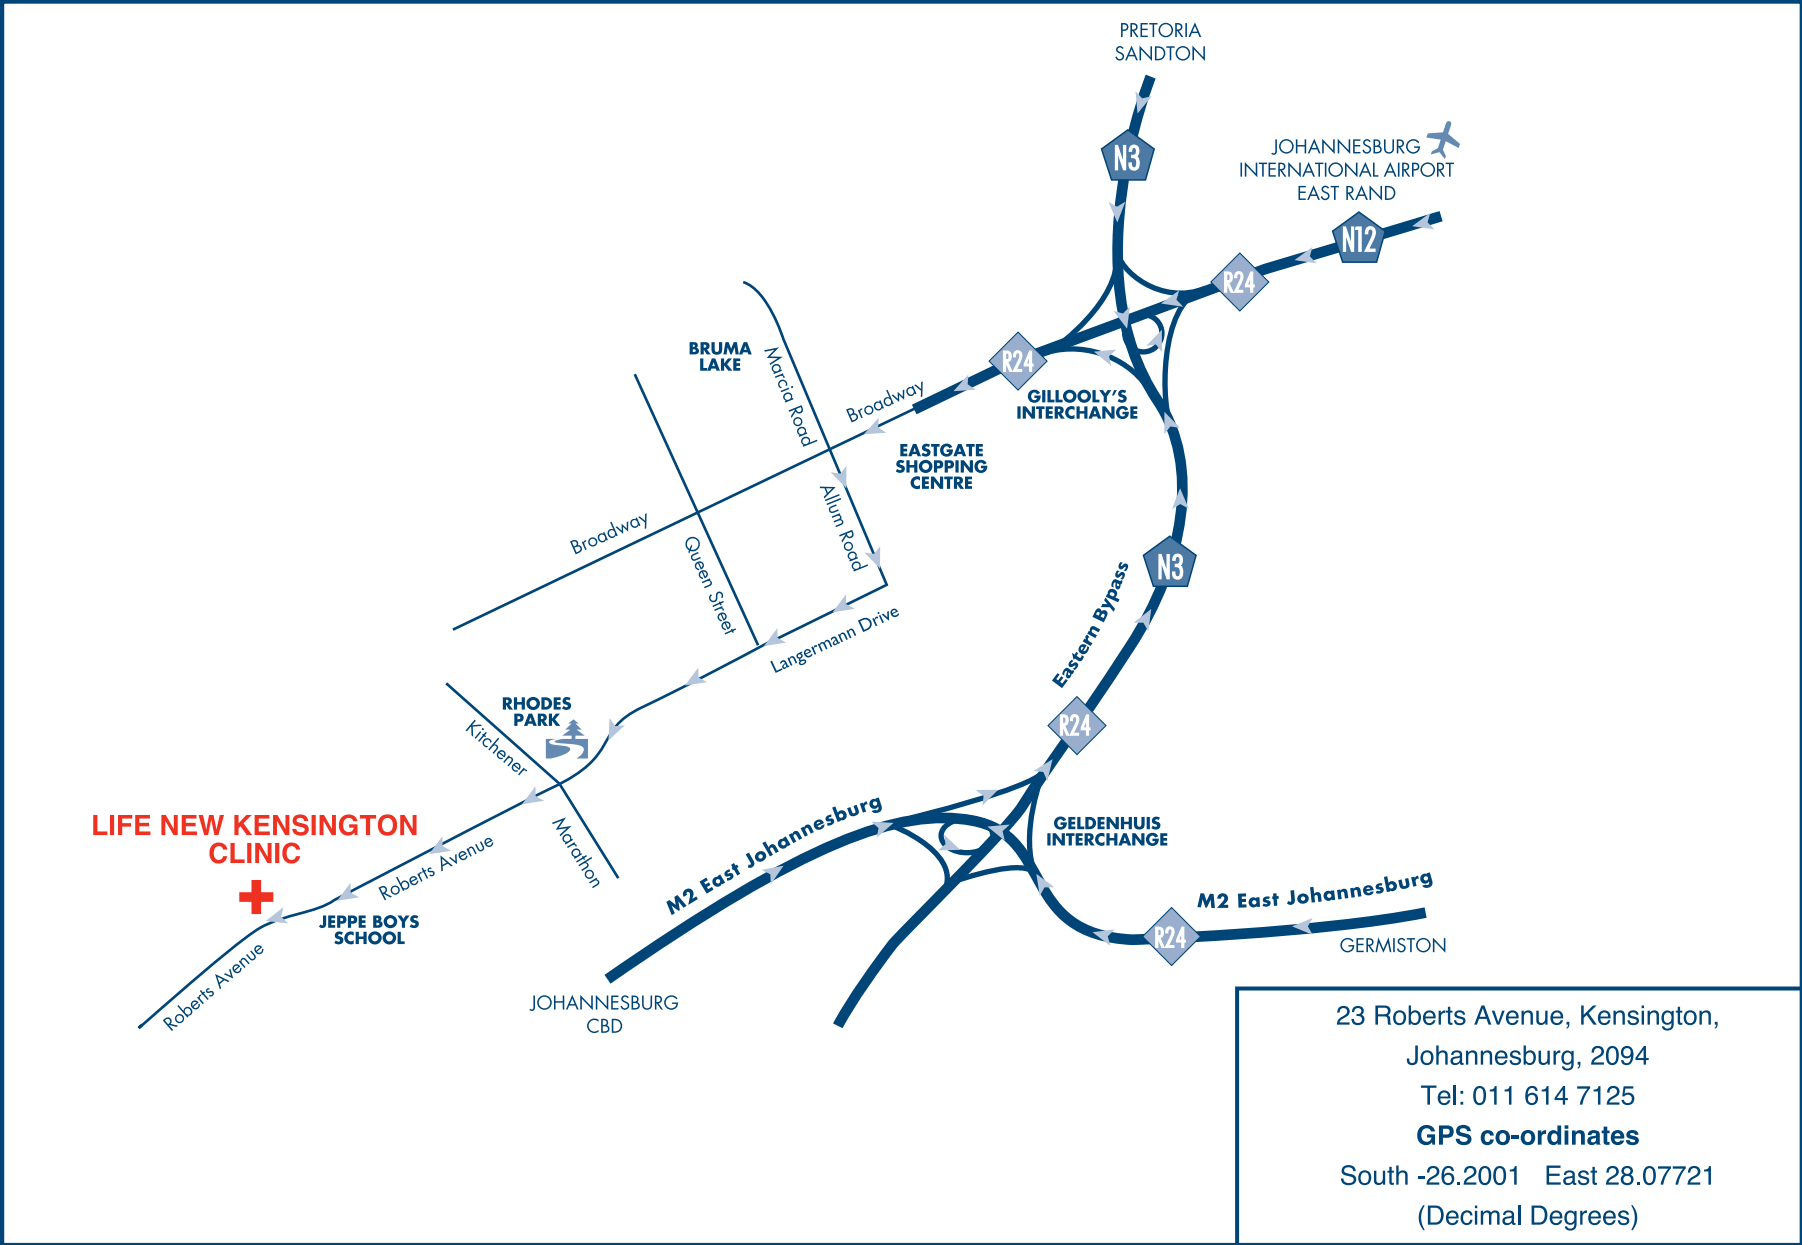 PRETORIA
SANDTON
N3
JOHANNESBURG
INTERNATIONAL AIRPORT
EAST RAND
N12
R24
R24
GILLOOLY'S
INTERCHANGE
BRUMA
LAKE
Marcia Road
Broadway
EASTGATE
SHOPPING
CENTRE
Allum Road
Broadway
Queen Street
Langermann Drive
N3
Eastern Bypass
R24
RHODES
PARK
Kitchener
Marathon
LIFE NEW KENSINGTON
CLINIC
Roberts Avenue
JEPPE BOYS
SCHOOL
Roberts Avenue
M2 East Johannesburg
GELDENHUIS
INTERCHANGE
M2 East Johannesburg
R24
GERMISTON
JOHANNESBURG
CBD
23 Roberts Avenue, Kensington,
Johannesburg, 2094
Tel: 011 614 7125
GPS co-ordinates
South -26.2001 East 28.07721
(Decimal Degrees)